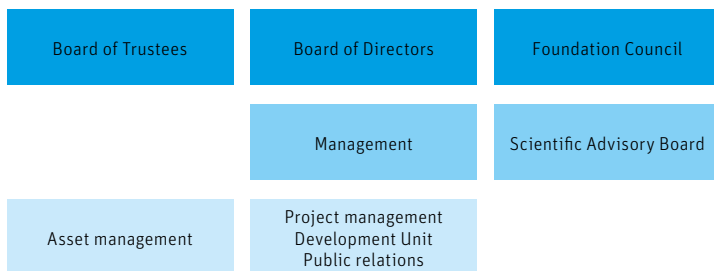 Board of Trustees
Board of Directors
Foundation Council
Management
Scientific Advisory Board
Asset management
Project management
Development Unit
Public relations